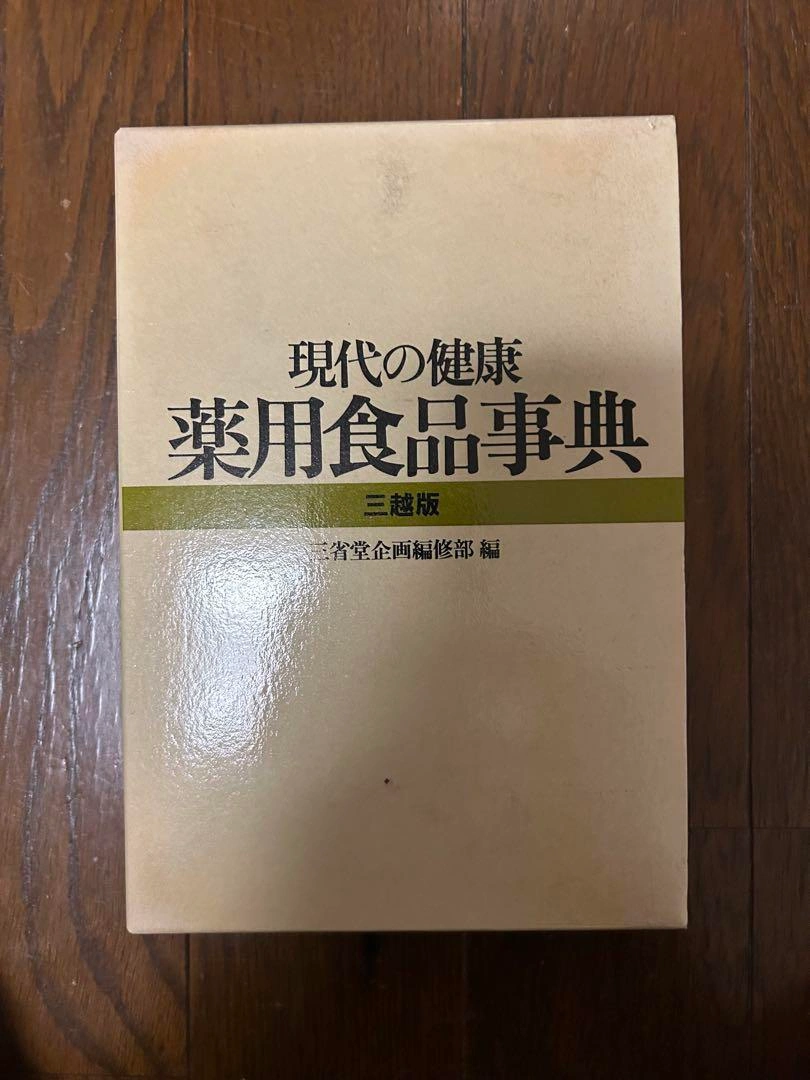 現代の健康
薬用食品事典
三越版
三省堂企画編修部 編